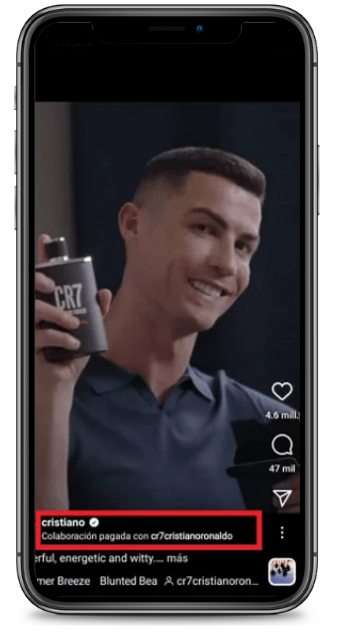 CR7
4.6 mill.
47 mil
cristiano
Colaboración pagada con cr7cristianoronaldo
erful, energetic and witty.... más
mer Breeze Blunted Bea cr7cristianoron...